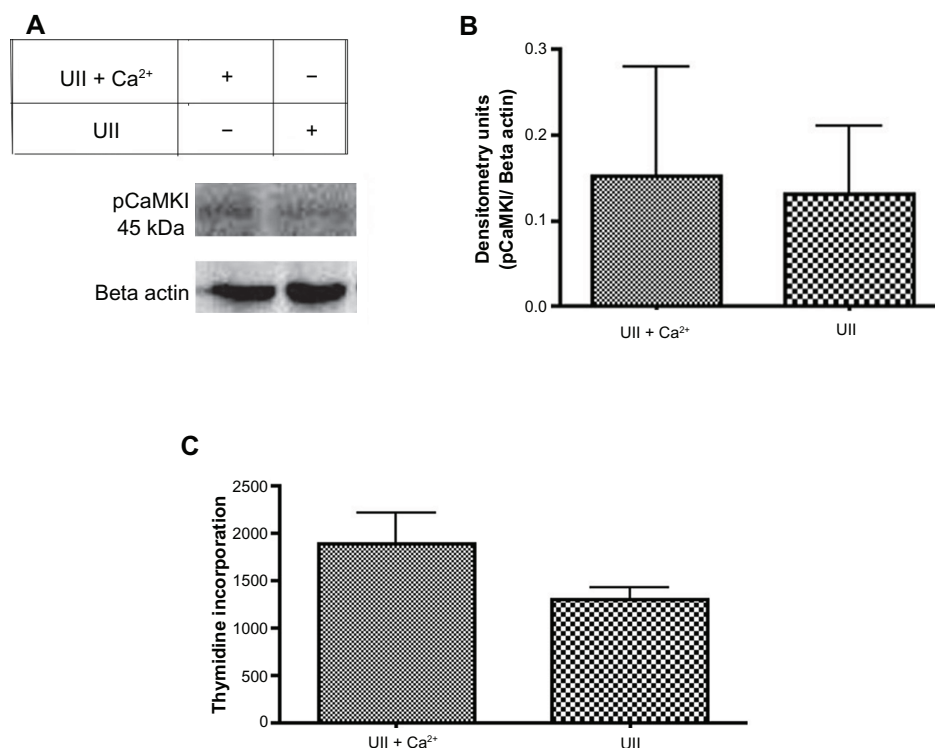 A
UII + Ca²⁺ + −
UII − +
pCaMKI
45 kDa
Beta actin
B
Densitometry units
(pCaMKI/ Beta actin)
0.3
0.2
0.1
0.0
UII + Ca²⁺ UII
C
Thymidine incorporation
2500
2000
1500
1000
500
0
UII + Ca²⁺ UII